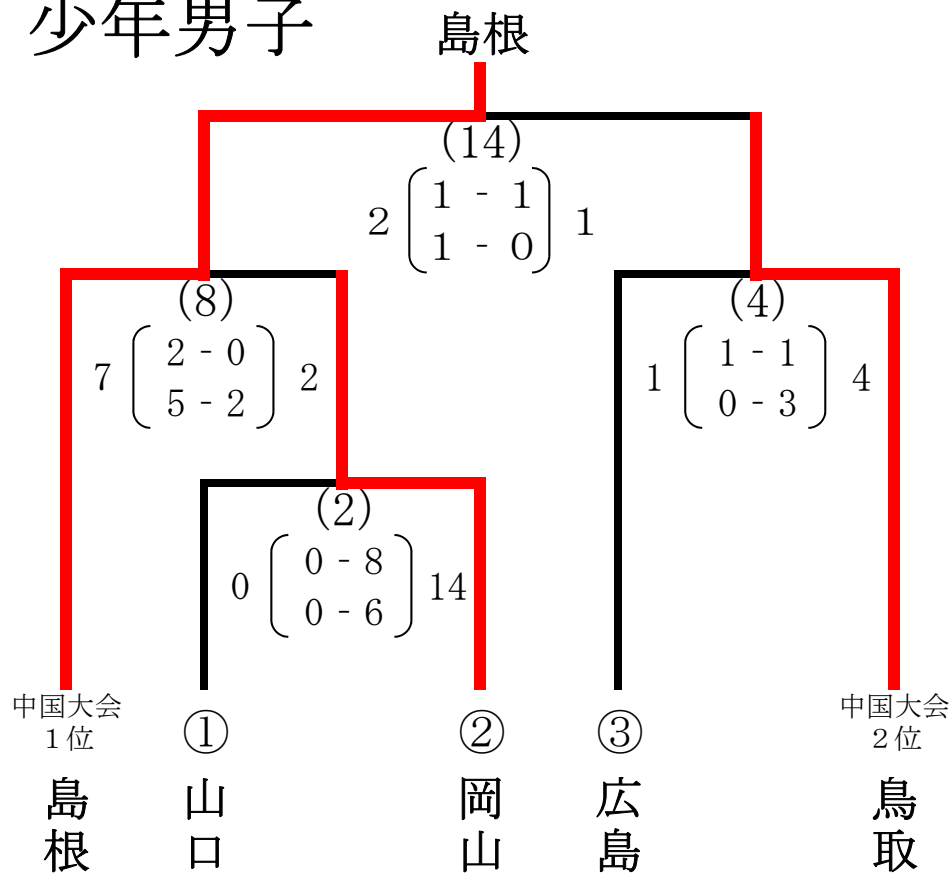 少年男子
島根
(14)
2 1 - 1 1
1 - 0
(8)
7 2 - 0 2
5 - 2
(4)
1 1 - 1 4
0 - 3
(2)
0 0 - 8 14
0 - 6
中国大会
1位
島根
①
山口
②
岡山
③
広島
中国大会
2位
鳥取